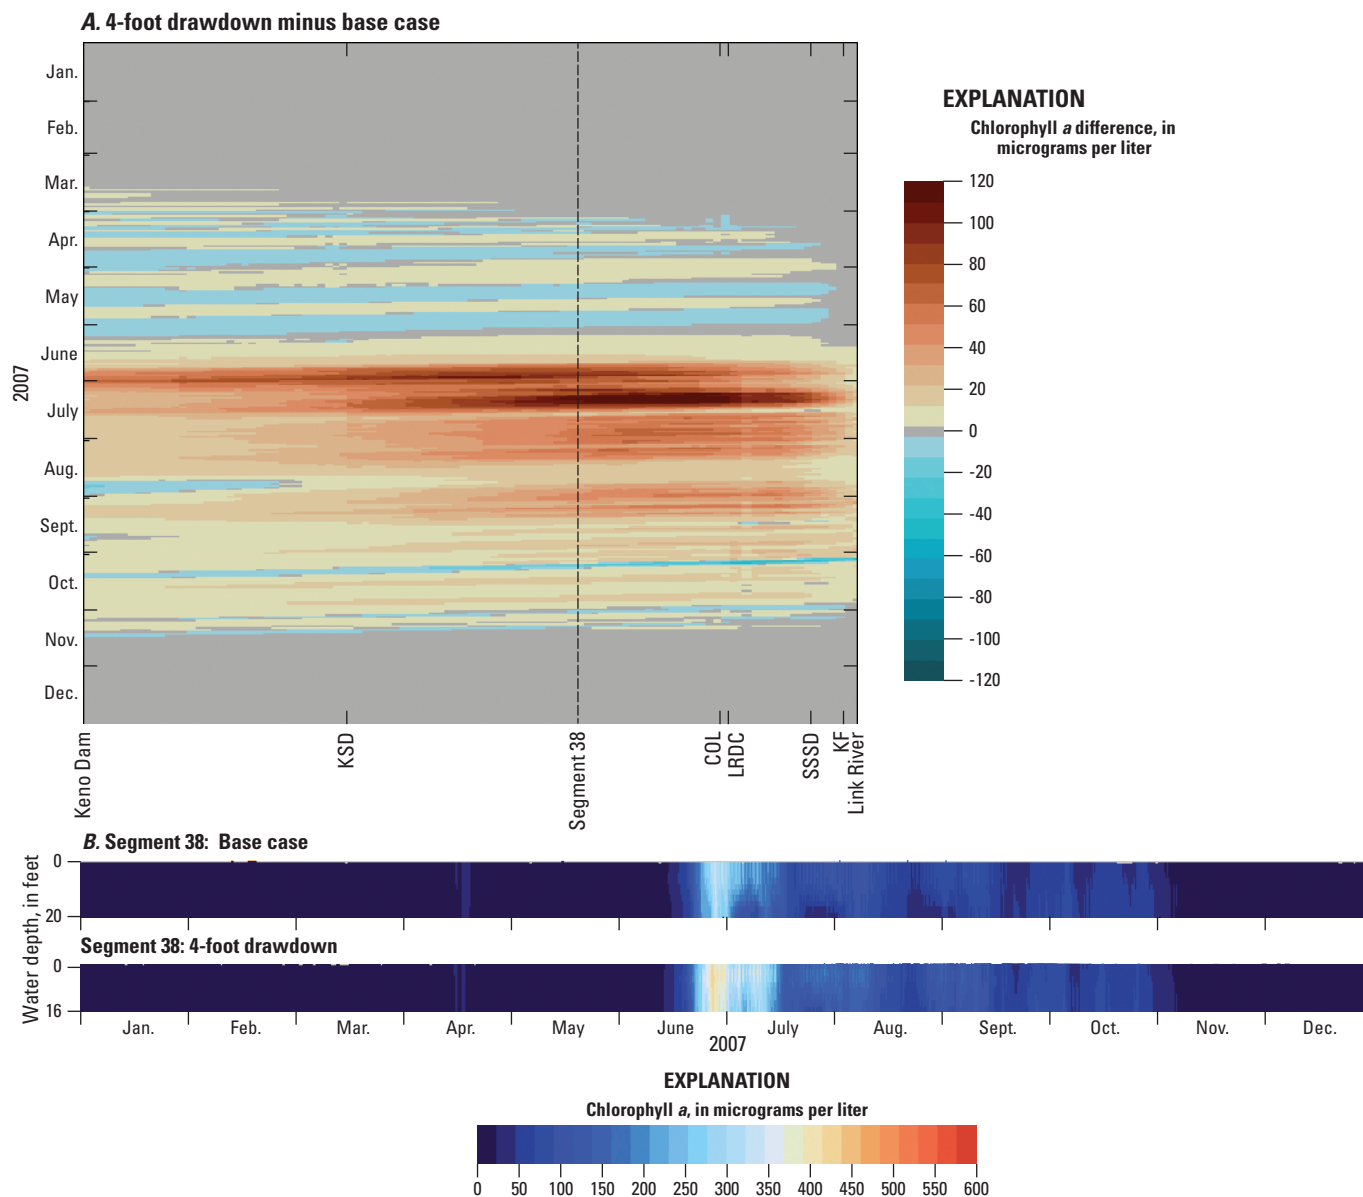 A. 4-foot drawdown minus base case
Jan.
Feb.
Mar.
Apr.
May
June
July
Aug.
Sept.
Oct.
Nov.
Dec.
2007
Keno Dam
KSD
Segment 38
COL
LRDC
SSSD
KF
Link River
EXPLANATION
Chlorophyll a difference, in
micrograms per liter
120
100
80
60
40
20
0
-20
-40
-60
-80
-100
-120
B. Segment 38: Base case
0
20
Segment 38: 4-foot drawdown
0
16
Water depth, in feet
Jan. Feb. Mar. Apr. May June July Aug. Sept. Oct. Nov. Dec.
2007
EXPLANATION
Chlorophyll a, in micrograms per liter
0 50 100 150 200 250 300 350 400 450 500 550 600